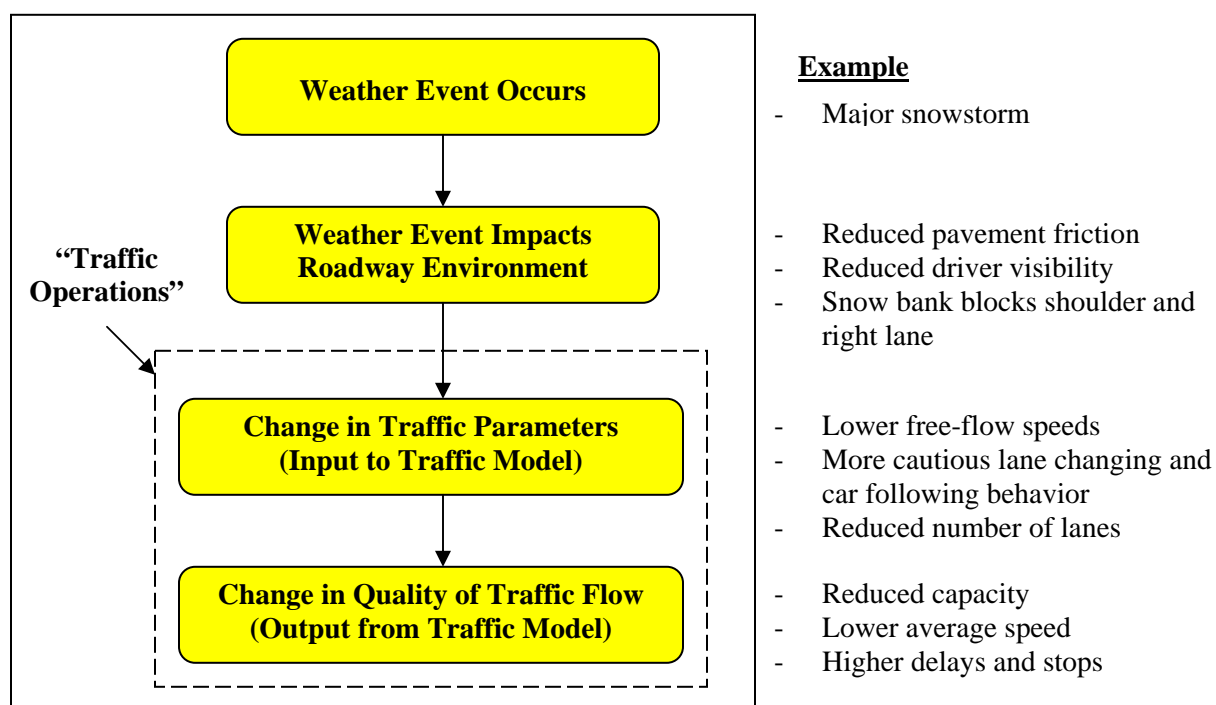 Weather Event Occurs
Example
- Major snowstorm
Weather Event Impacts
Roadway Environment
- Reduced pavement friction
- Reduced driver visibility
- Snow bank blocks shoulder and
right lane
“Traffic
Operations”
Change in Traffic Parameters
(Input to Traffic Model)
- Lower free-flow speeds
- More cautious lane changing and
car following behavior
- Reduced number of lanes
Change in Quality of Traffic Flow
(Output from Traffic Model)
- Reduced capacity
- Lower average speed
- Higher delays and stops